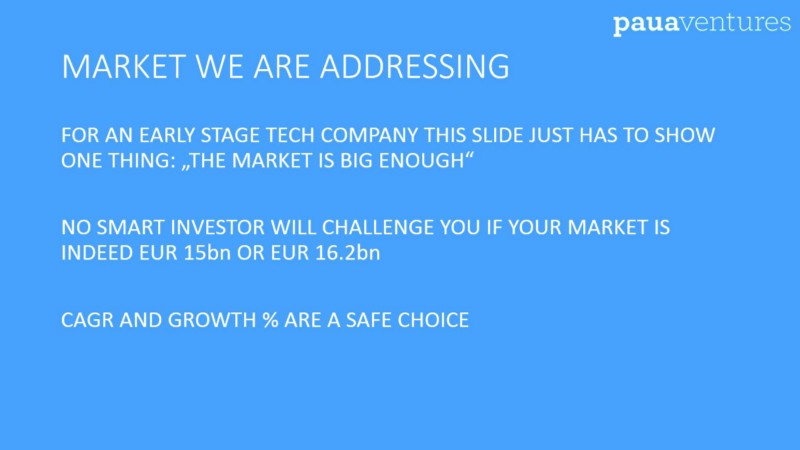 pauaventures
MARKET WE ARE ADDRESSING
FOR AN EARLY STAGE TECH COMPANY THIS SLIDE JUST HAS TO SHOW
ONE THING: „THE MARKET IS BIG ENOUGH“
NO SMART INVESTOR WILL CHALLENGE YOU IF YOUR MARKET IS
INDEED EUR 15bn OR EUR 16.2bn
CAGR AND GROWTH % ARE A SAFE CHOICE